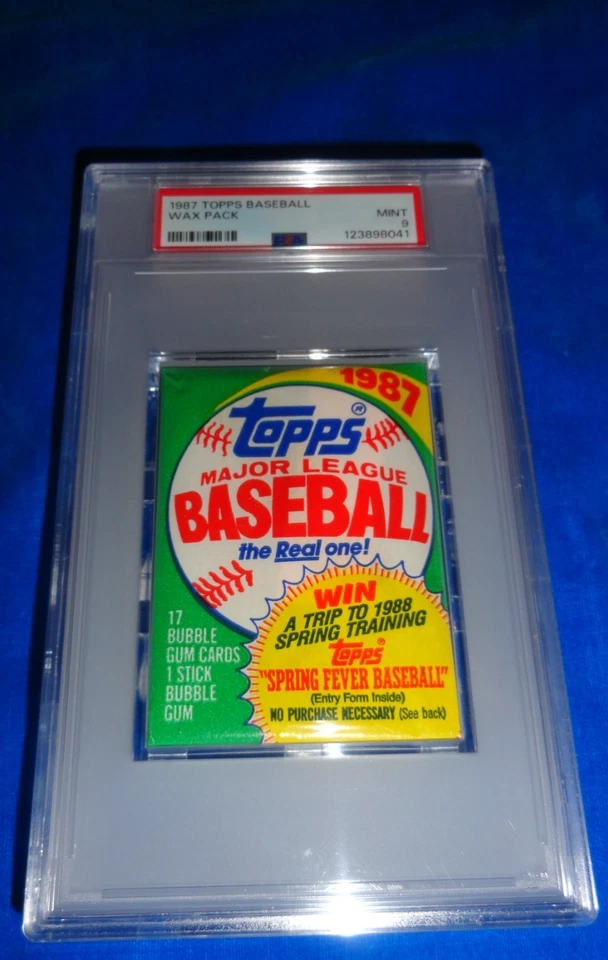 1987 TOPPS BASEBALL
WAX PACK
MINT
9
123898041
PSA
1987
Topps®
MAJOR LEAGUE
BASEBALL
the Real one!
WIN
A TRIP TO 1988
SPRING TRAINING
Topps®
"SPRING FEVER BASEBALL"
(Entry Form Inside)
NO PURCHASE NECESSARY (See back)
17
BUBBLE
GUM CARDS
1 STICK
BUBBLE
GUM